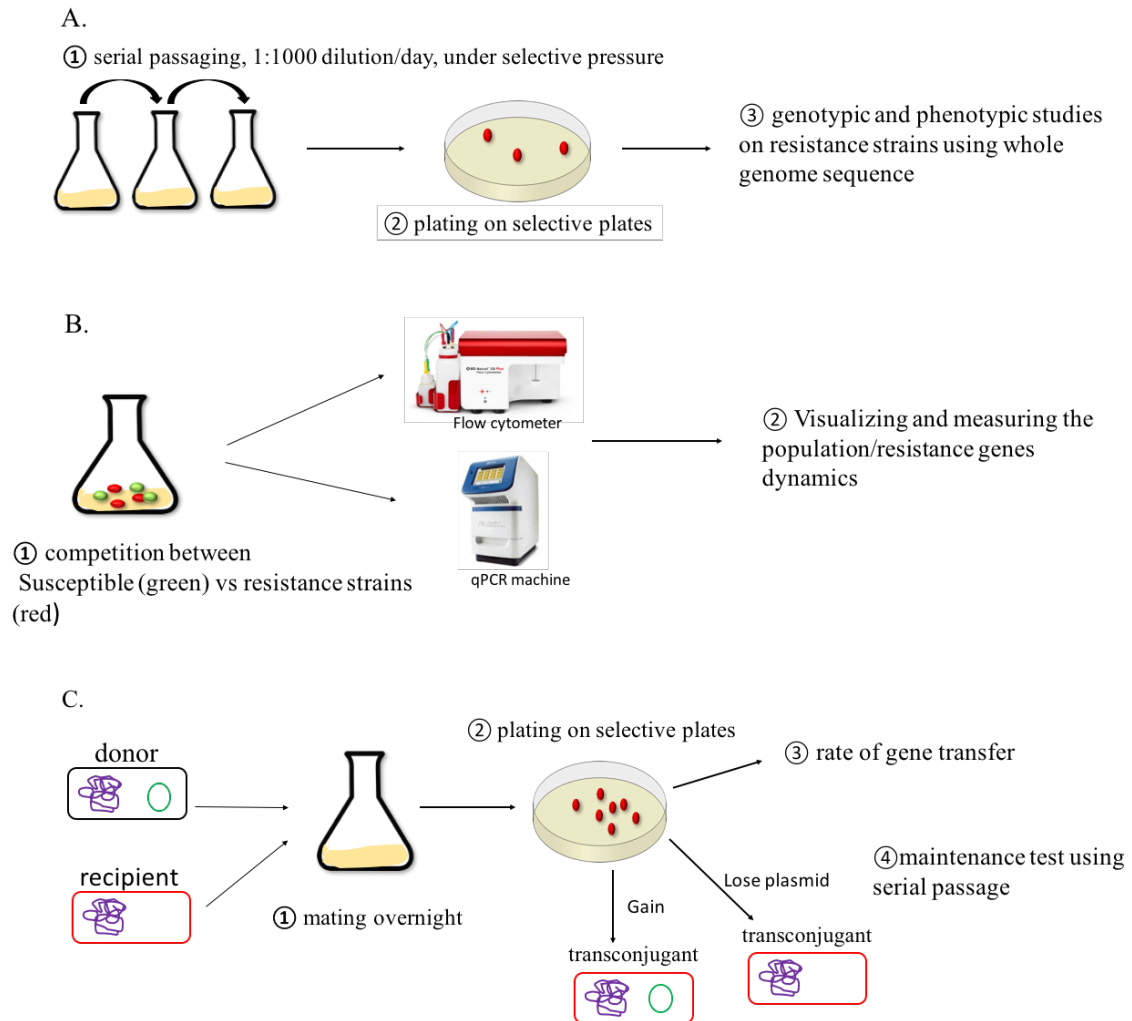 A.
① serial passaging, 1:1000 dilution/day, under selective pressure
③ genotypic and phenotypic studies
on resistance strains using whole
genome sequence
② plating on selective plates
B.
Flow cytometer
② Visualizing and measuring the
population/resistance genes
dynamics
① competition between
Susceptible (green) vs resistance strains
(red)
qPCR machine
C.
② plating on selective plates
donor
③ rate of gene transfer
recipient
① mating overnight
④maintenance test using
serial passage
Lose plasmid
Gain
transconjugant
transconjugant